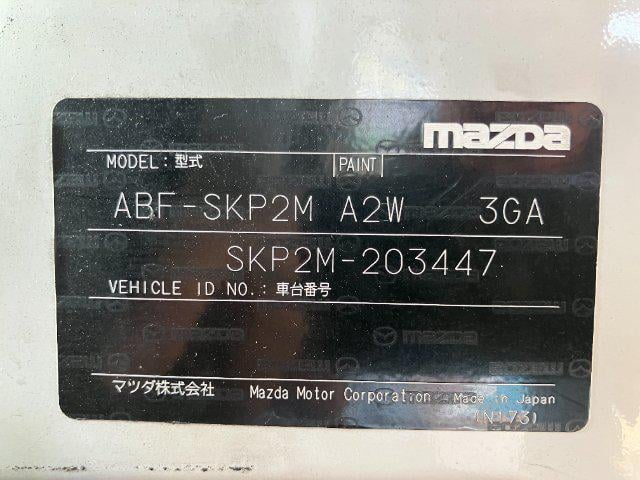 mazda
MODEL: 型式 PAINT
ABF-SKP2M A2W 3GA
SKP2M-203447
VEHICLE ID NO.: 車台番号
マツダ株式会社 Mazda Motor Corporation Made in Japan
(N173)